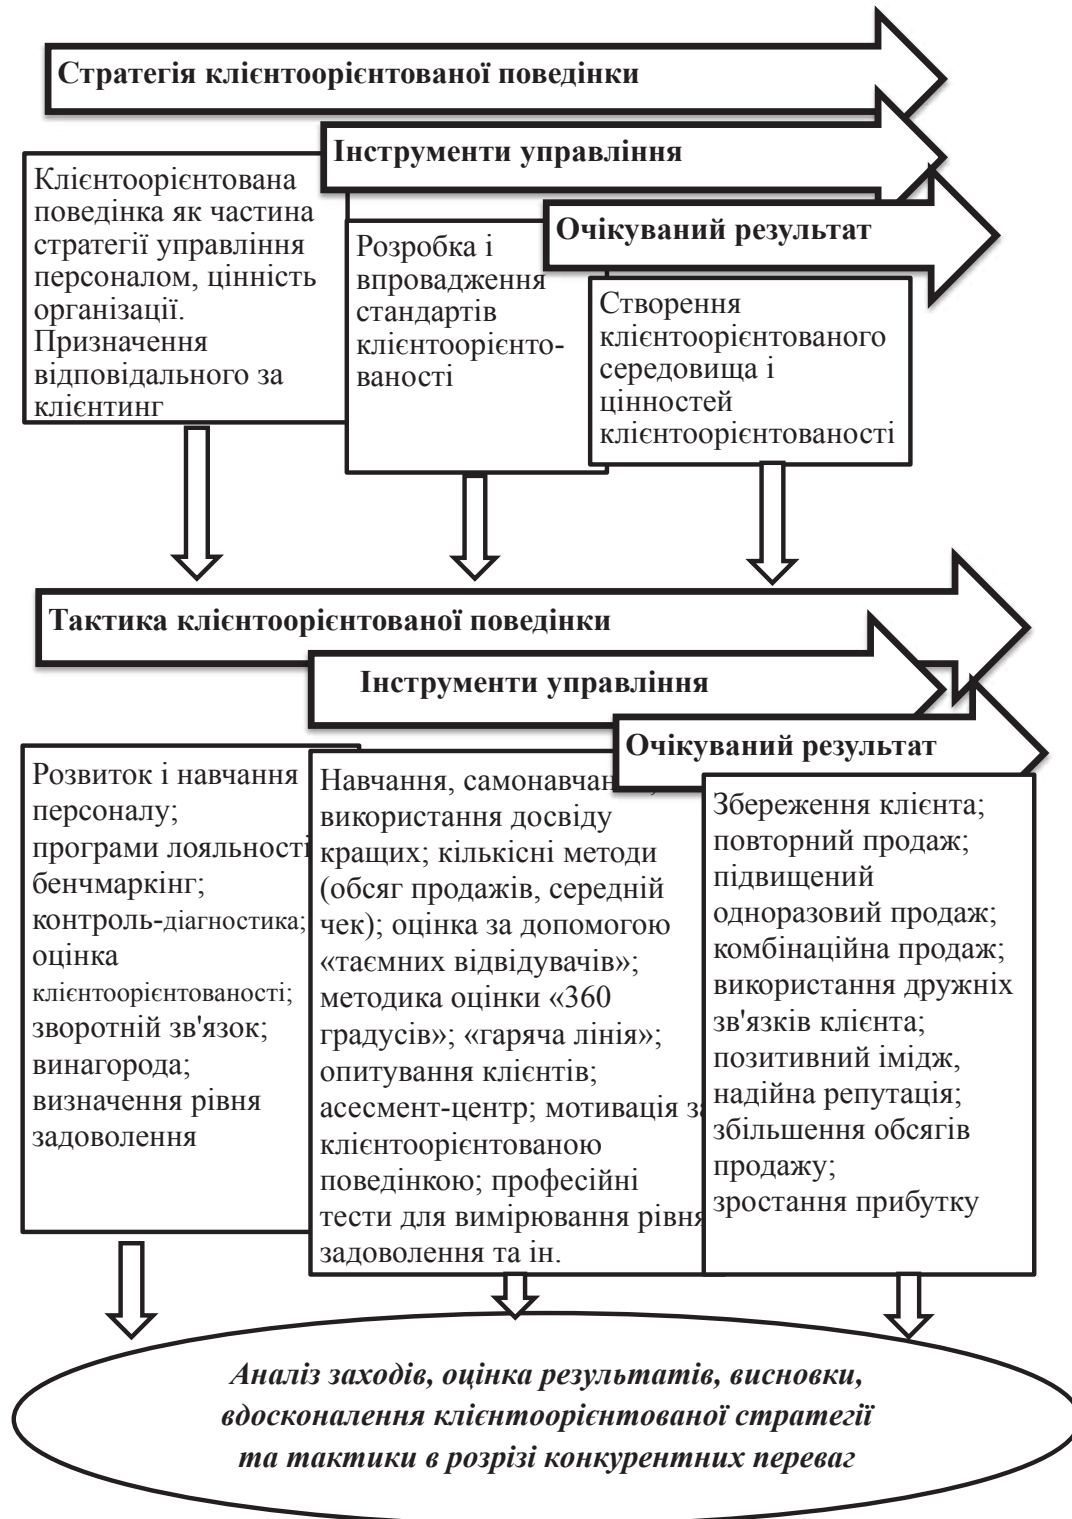 Стратегія клієнтоорієнтованої поведінки
Інструменти управління
Очікуваний результат
Клієнтоорієнтована
поведінка як частина
стратегії управління
персоналом, цінність
організації.
Призначення
відповідального за
клієнтинг
Розробка і
впровадження
стандартів
клієнтоорієнто-
ваності
Створення
клієнтоорієнтованого
середовища і
цінностей
клієнтоорієнтованості
Тактика клієнтоорієнтованої поведінки
Інструменти управління
Очікуваний результат
Розвиток і навчання
персоналу;
програми лояльності
бенчмаркінг;
контроль-діагностика;
оцінка
клієнтоорієнтованості;
зворотній зв'язок;
винагорода;
визначення рівня
задоволення
Навчання,
використання досвіду
кращих; кількісні методи
(обсяг продажів, середній
чек); оцінка за допомогою
«таємних відвідувачів»;
методика оцінки «360
градусів»; «гаряча лінія»;
опитування клієнтів;
асесмент-центр; мотивація за
клієнтоорієнтованою
поведінкою; професійні
тести для вимірювання рівня
задоволення та ін.
Збереження клієнта;
повторний продаж;
підвищений
одноразовий продаж;
комбінаційна продаж;
використання дружніх
зв'язків клієнта;
позитивний імідж,
надійна репутація;
збільшення обсягів
продажу;
зростання прибутку
Аналіз заходів, оцінка результатів, висновки,
вдосконалення клієнтоорієнтованої стратегії
та тактики в розрізі конкурентних переваг